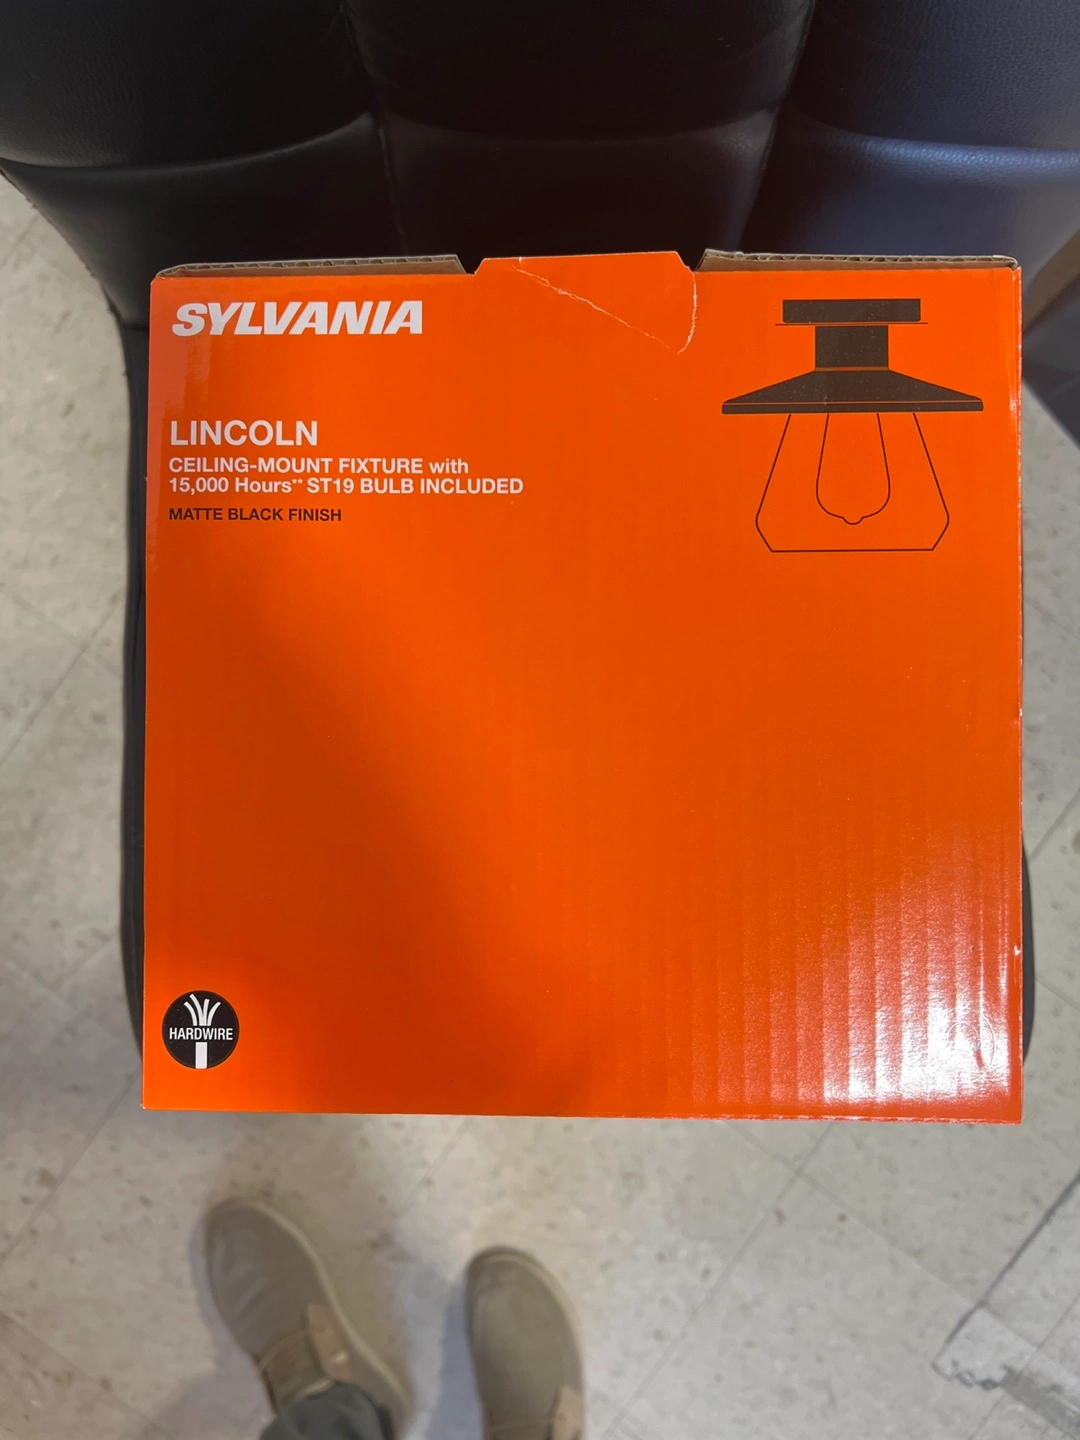 SYLVANIA
LINCOLN
CEILING-MOUNT FIXTURE with
15,000 Hours** ST19 BULB INCLUDED
MATTE BLACK FINISH
HARDWIRE